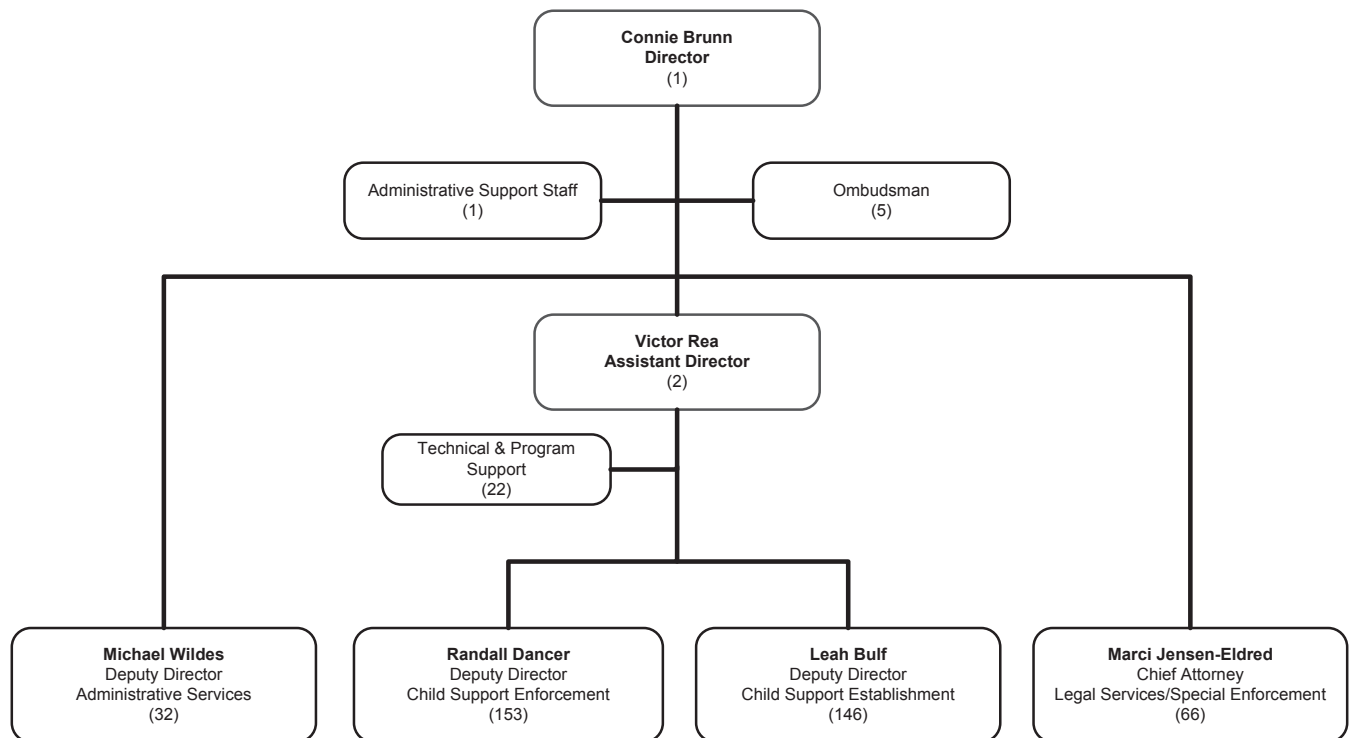 Connie Brunn
Director
(1)
Administrative Support Staff
(1)
Ombudsman
(5)
Victor Rea
Assistant Director
(2)
Technical & Program
Support
(22)
Michael Wildes
Deputy Director
Administrative Services
(32)
Randall Dancer
Deputy Director
Child Support Enforcement
(153)
Leah Bulf
Deputy Director
Child Support Establishment
(146)
Marci Jensen-Eldred
Chief Attorney
Legal Services/Special Enforcement
(66)